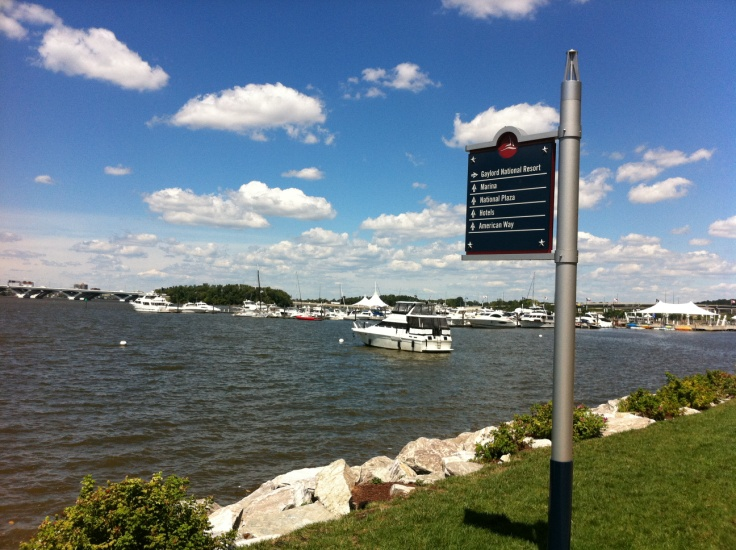 Gaylord National Resort
Marina
National Plaza
Hotels
American Way